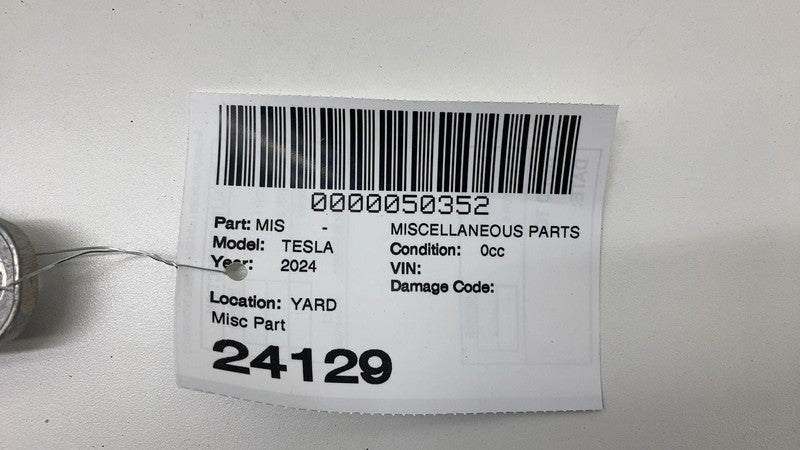 0000050352
Part: MIS - MISCELLANEOUS PARTS
Model: TESLA Condition: 0cc
Year: 2024 VIN:
Damage Code:
Location: YARD
Misc Part
24129